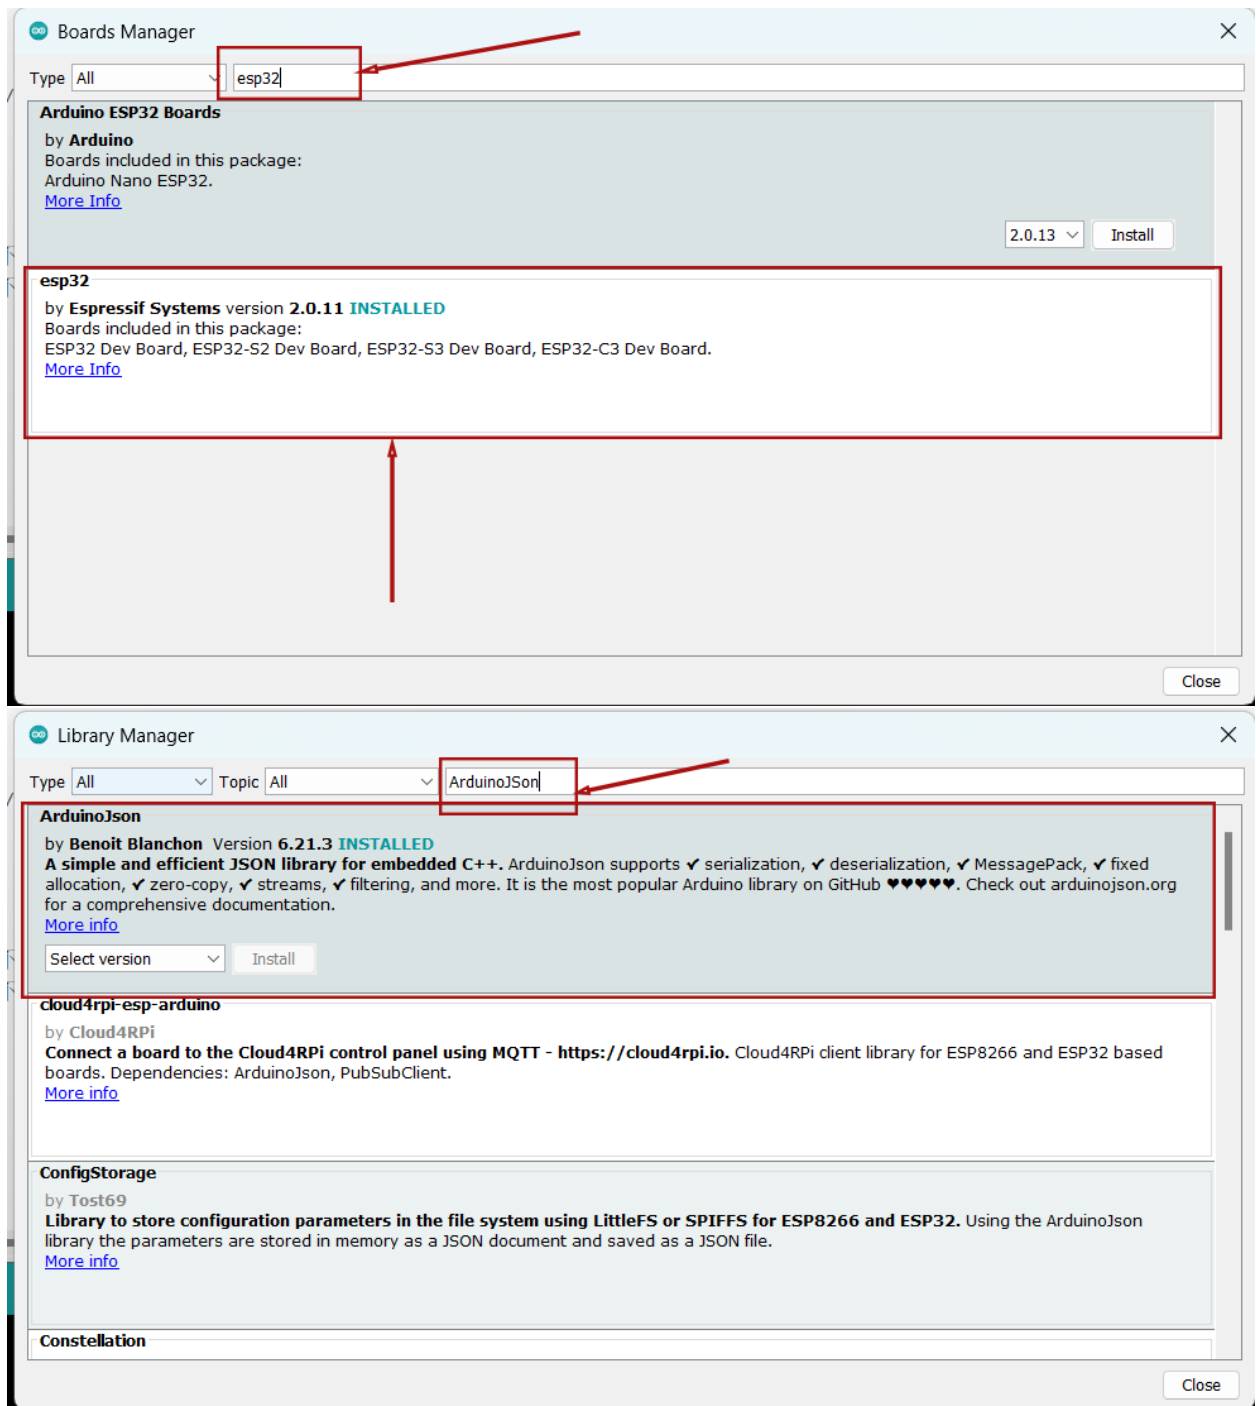 Boards Manager
Type All esp32
Arduino ESP32 Boards
by Arduino
Boards included in this package:
Arduino Nano ESP32.
More Info
2.0.13 Install
esp32
by Espressif Systems version 2.0.11 INSTALLED
Boards included in this package:
ESP32 Dev Board, ESP32-S2 Dev Board, ESP32-S3 Dev Board, ESP32-C3 Dev Board.
More Info
Close
Library Manager
Type All Topic All ArduinoJSon
ArduinoJson
by Benoit Blanchon Version 6.21.3 INSTALLED
A simple and efficient JSON library for embedded C++. ArduinoJson supports ✔ serialization, ✔ deserialization, ✔ MessagePack, ✔ fixed
allocation, ✔ zero-copy, ✔ streams, ✔ filtering, and more. It is the most popular Arduino library on GitHub ♥♥♥♥♥. Check out arduinojson.org
for a comprehensive documentation.
More info
Select version Install
cloud4rpi-esp-arduino
by Cloud4RPi
Connect a board to the Cloud4RPi control panel using MQTT - https://cloud4rpi.io. Cloud4RPi client library for ESP8266 and ESP32 based
boards. Dependencies: ArduinoJson, PubSubClient.
More info
ConfigStorage
by Tost69
Library to store configuration parameters in the file system using LittleFS or SPIFFS for ESP8266 and ESP32. Using the ArduinoJson
library the parameters are stored in memory as a JSON document and saved as a JSON file.
More info
Constellation
Close